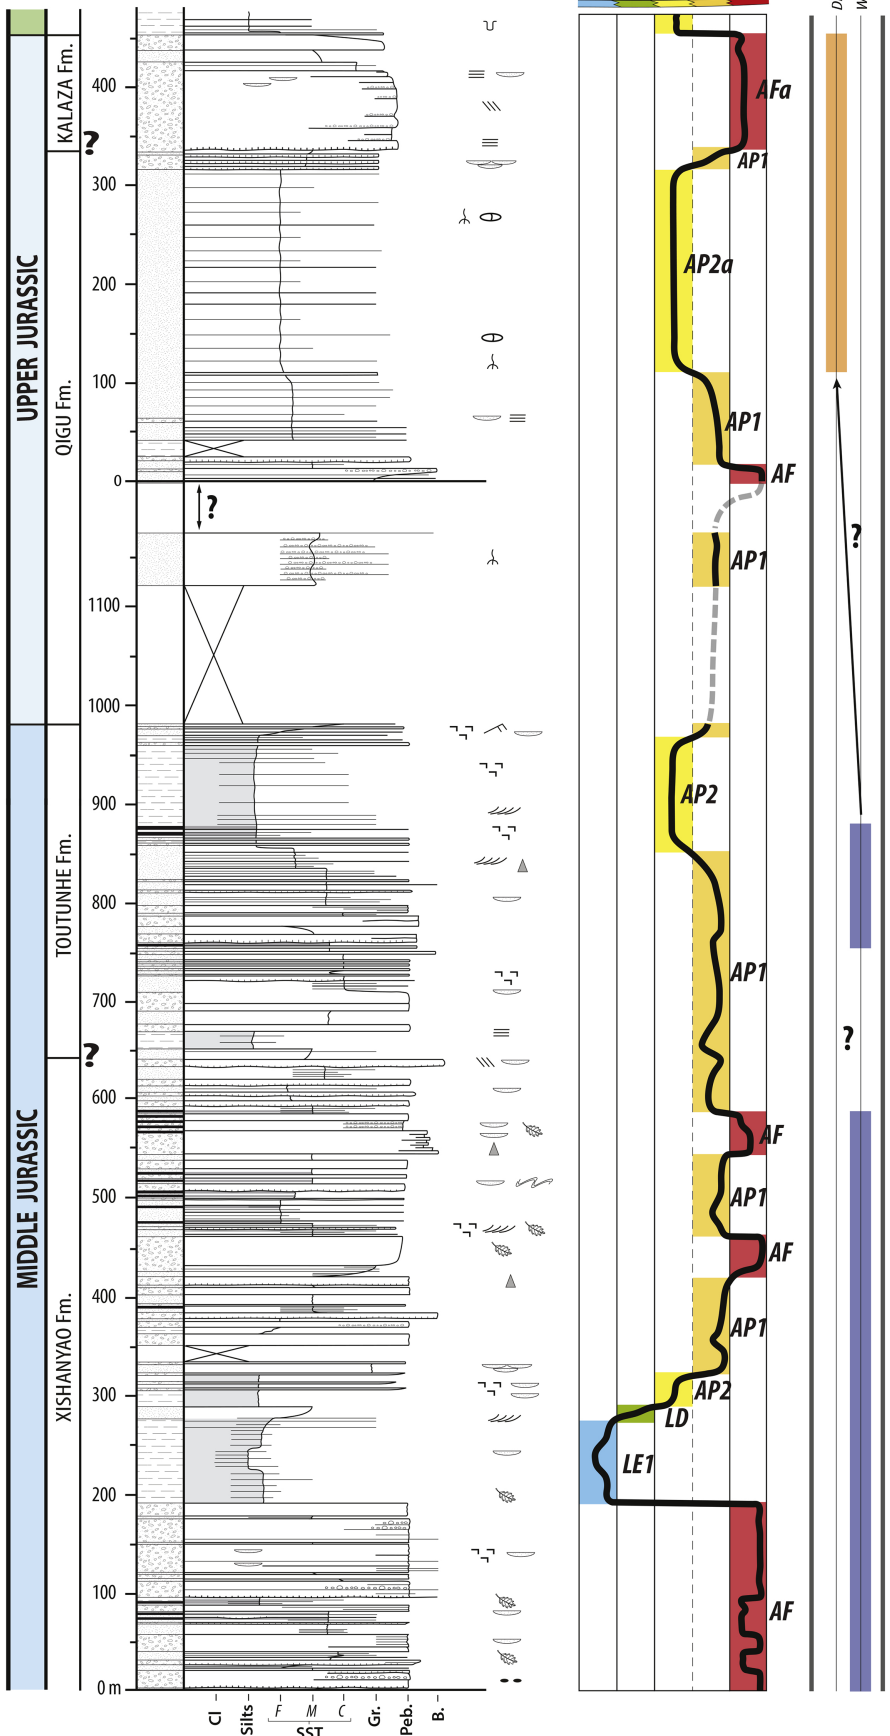 D
W
KALAZA Fm.
400
?
300
UPPER JURASSIC
200
QIGU Fm.
100
0
?
1100
1000
900
TOUTUNHE Fm.
800
700
?
600
MIDDLE JURASSIC
500
400
XISHANYAO Fm.
300
200
100
0 m
Cl
Silts
F
M
C
Gr.
Peb.
B.
SST
AFa
AP1
AP2a
AP1
AF
AP1
?
AP2
AP1
?
AF
AP1
AF
AP1
AP2
LD
LE1
AF